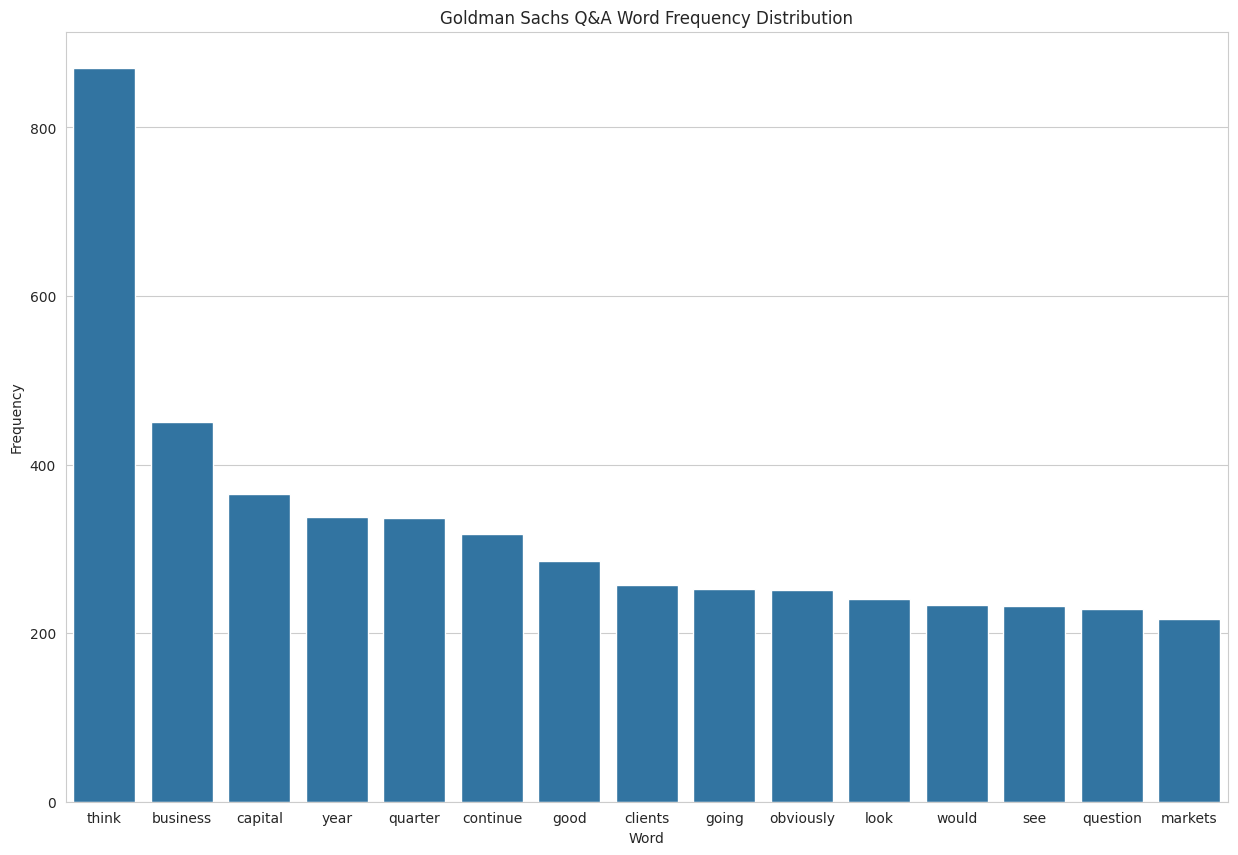 Goldman Sachs Q&A Word Frequency Distribution
Frequency
800
600
400
200
0
think business capital year quarter continue good clients going obviously look would see question markets
Word